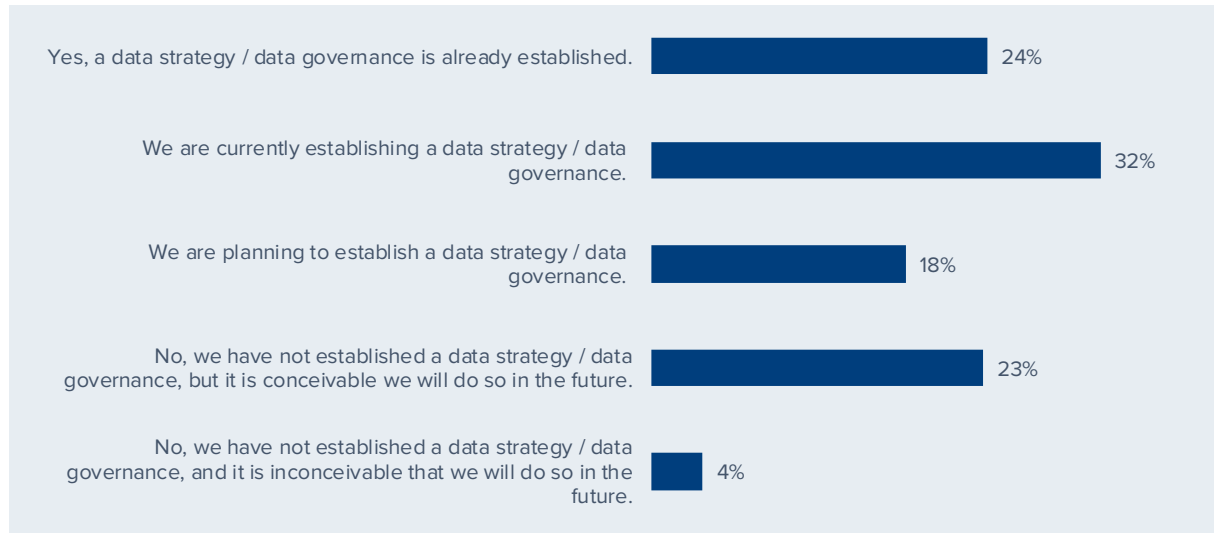 Yes, a data strategy / data governance is already established.
24%
We are currently establishing a data strategy / data
governance.
32%
We are planning to establish a data strategy / data
governance.
18%
No, we have not established a data strategy / data
governance, but it is conceivable we will do so in the future.
23%
No, we have not established a data strategy / data
governance, and it is inconceivable that we will do so in the
future.
4%